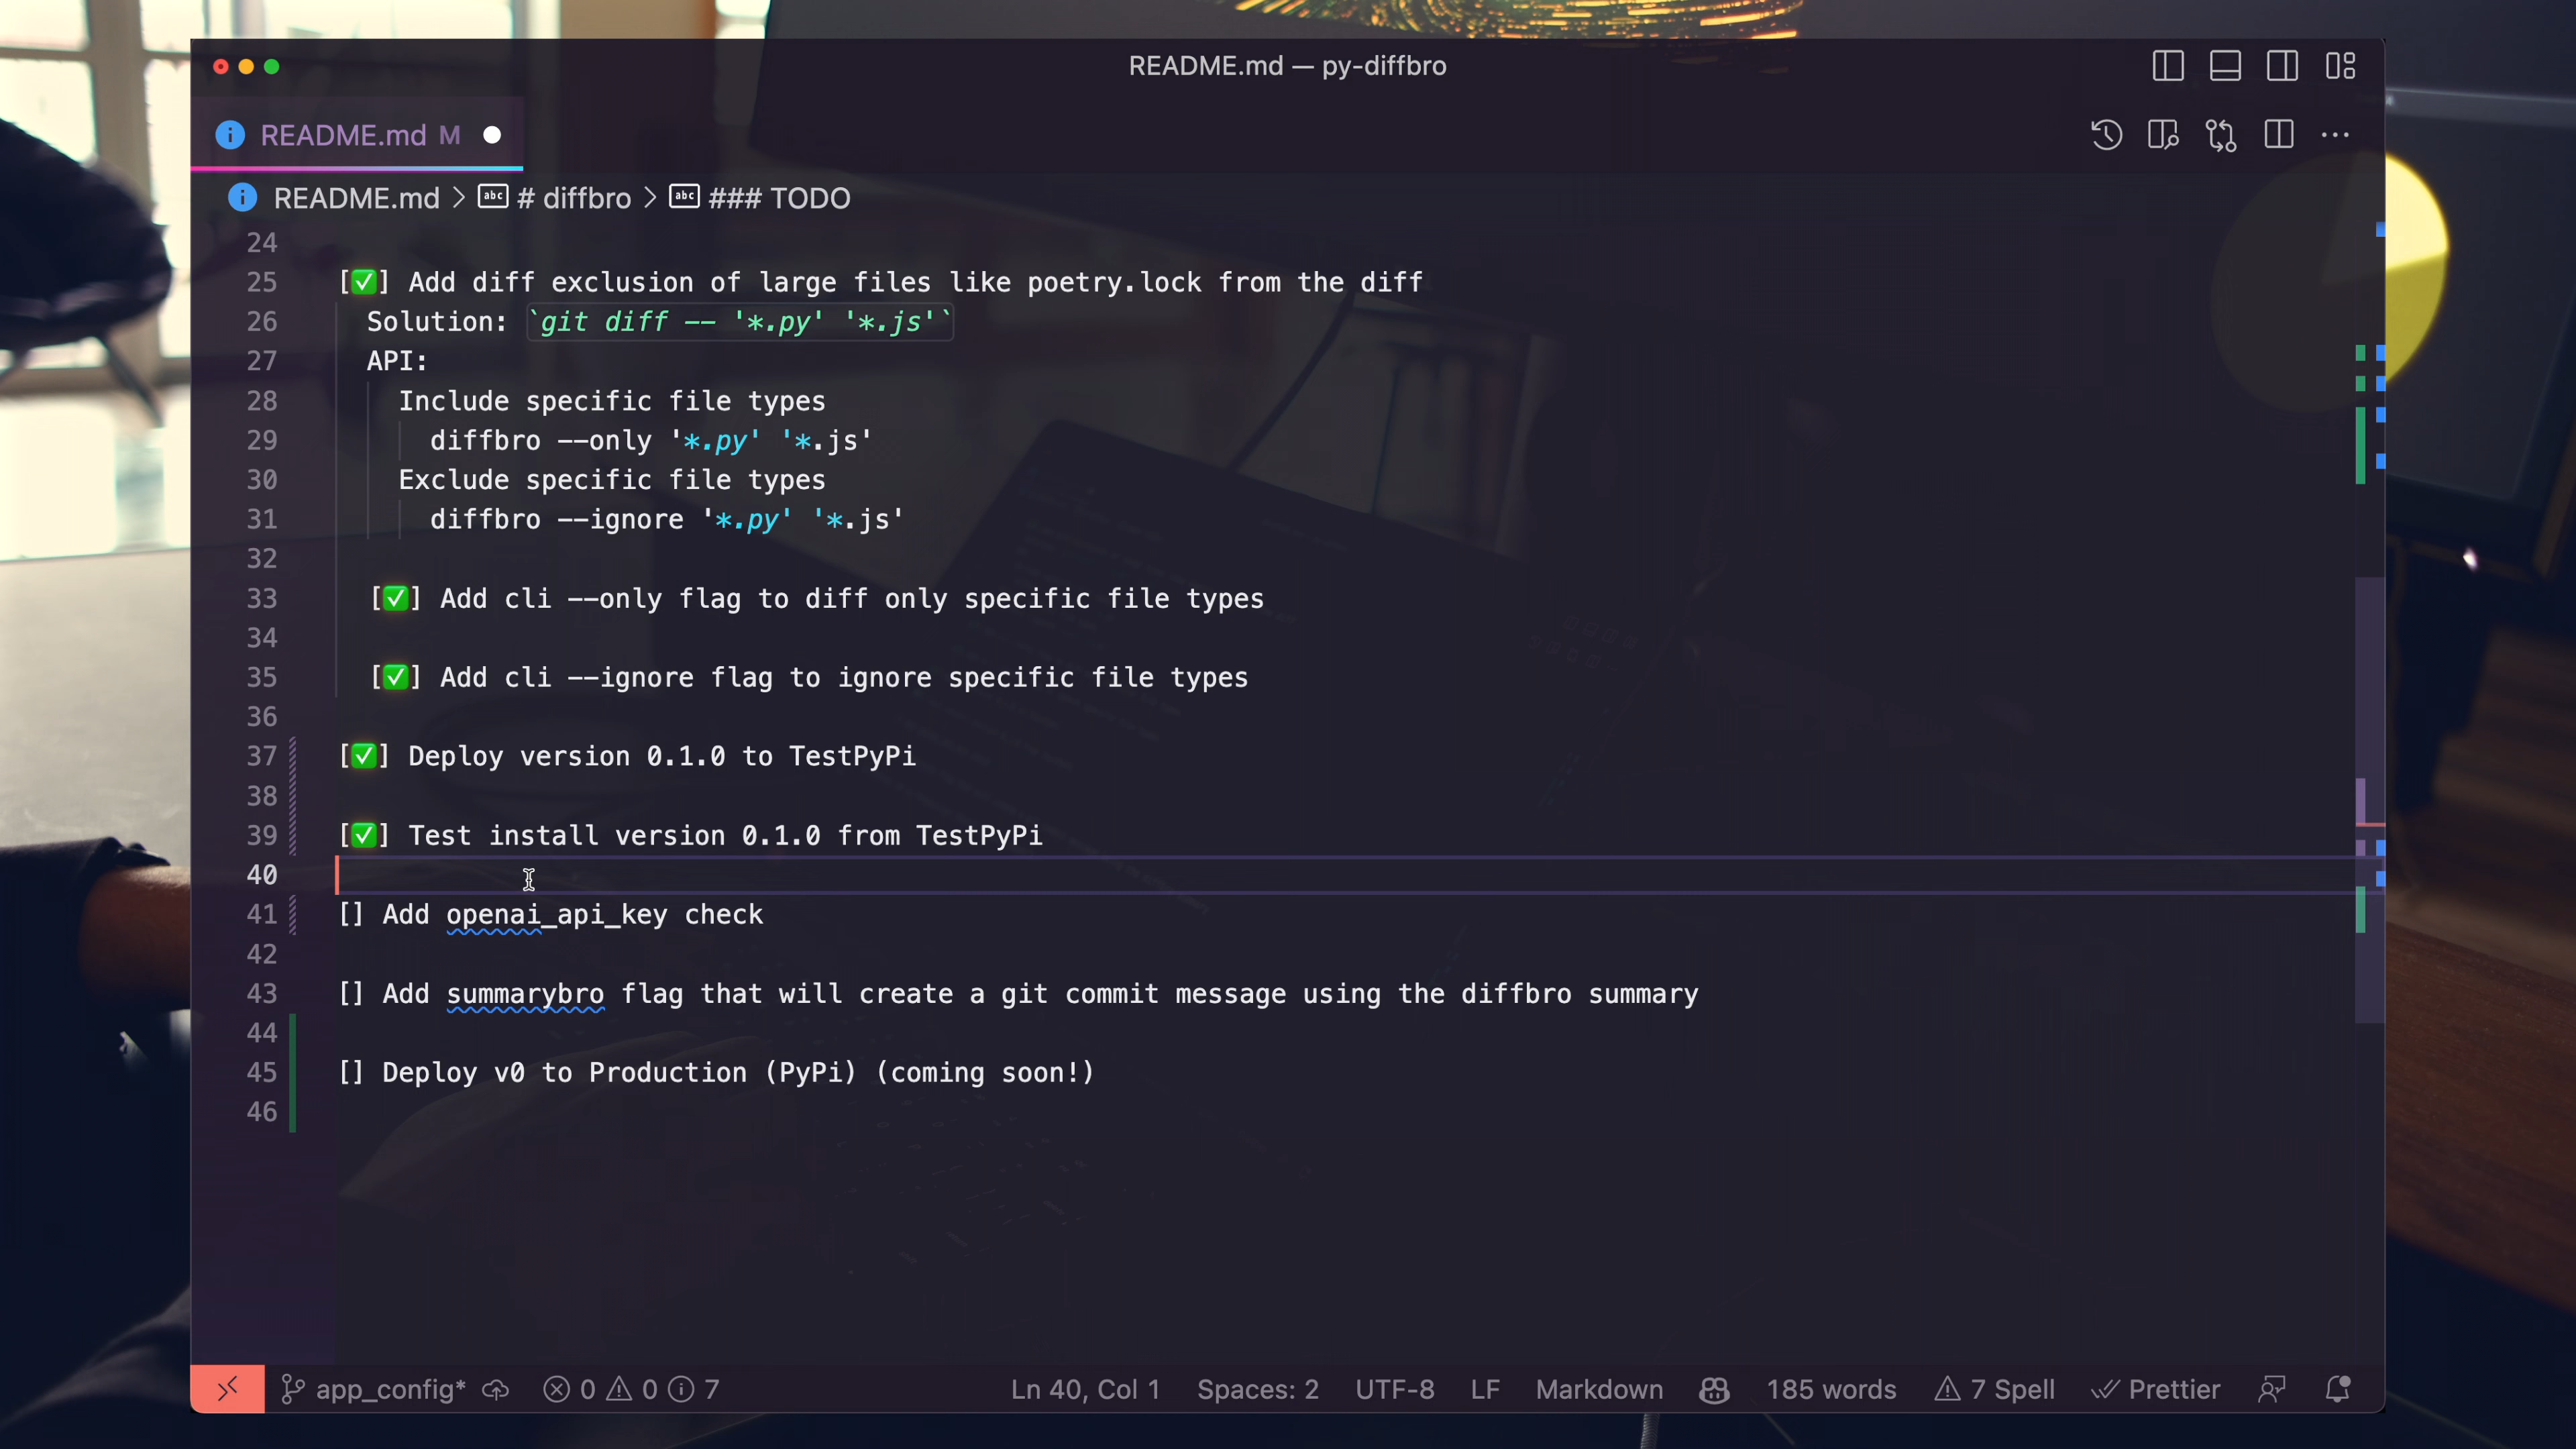 README.md — py-diffbro
README.md M
README.md > # diffbro > ### TODO
24
25 [✅] Add diff exclusion of large files like poetry.lock from the diff
26 Solution: `git diff -- '*.py' '*.js'`
27 API:
28 Include specific file types
29 diffbro --only '*.py' '*.js'
30 Exclude specific file types
31 diffbro --ignore '*.py' '*.js'
32
33 [✅] Add cli --only flag to diff only specific file types
34
35 [✅] Add cli --ignore flag to ignore specific file types
36
37 [✅] Deploy version 0.1.0 to TestPyPi
38
39 [✅] Test install version 0.1.0 from TestPyPi
40
41 [] Add openai_api_key check
42
43 [] Add summarybro flag that will create a git commit message using the diffbro summary
44
45 [] Deploy v0 to Production (PyPi) (coming soon!)
46
app_config* 0 0 7 Ln 40, Col 1 Spaces: 2 UTF-8 LF Markdown 185 words 7 Spell Prettier